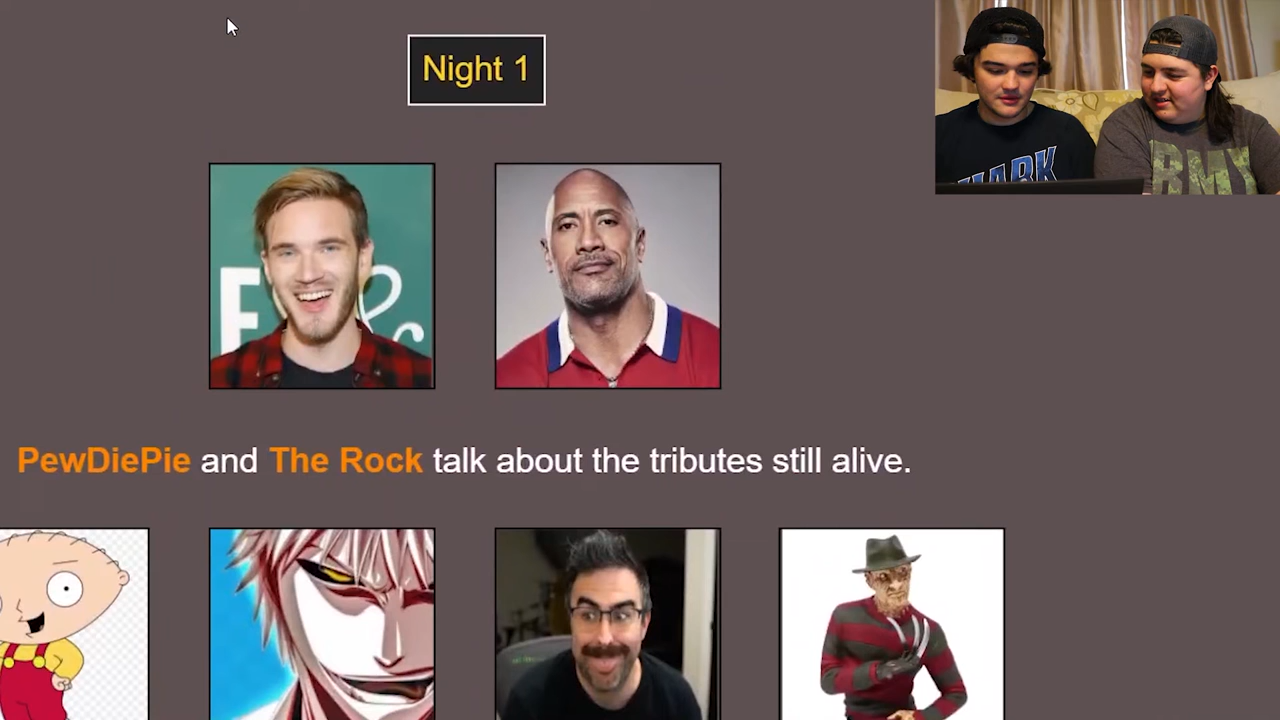 Night 1
PewDiePie and The Rock talk about the tributes still alive.